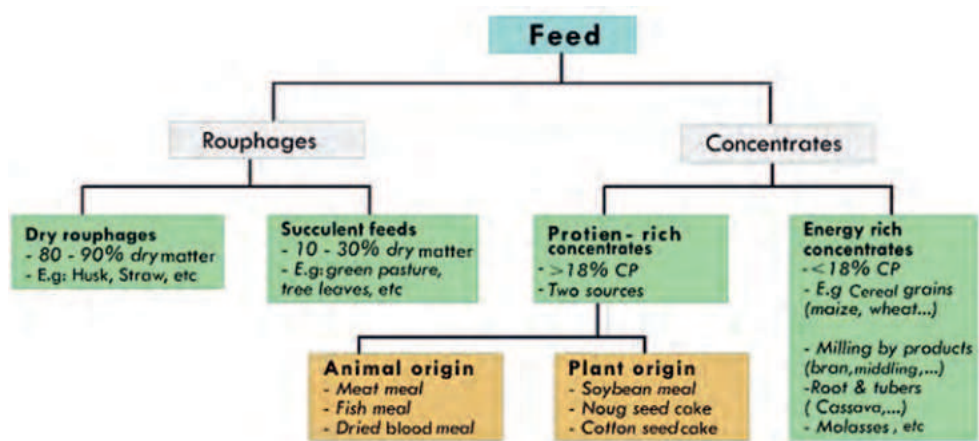 Feed
Rouphages
Concentrates
Dry rouphages
- 80 - 90% dry matter
- E.g: Husk, Straw, etc
Succulent feeds
- 10 - 30% dry matter
- E.g: green pasture,
tree leaves, etc
Protien - rich
concentrates
- >18% CP
- Two sources
Energy rich
concentrates
- <18% CP
- E.g Cereal grains
(maize, wheat...)
- Milling by products
(bran, middling,...)
-Root & tubers
( Cassava,...)
- Molasses, etc
Animal origin
- Meat meal
- Fish meal
- Dried blood meal
Plant origin
- Soybean meal
- Noug seed cake
- Cotton seed cake